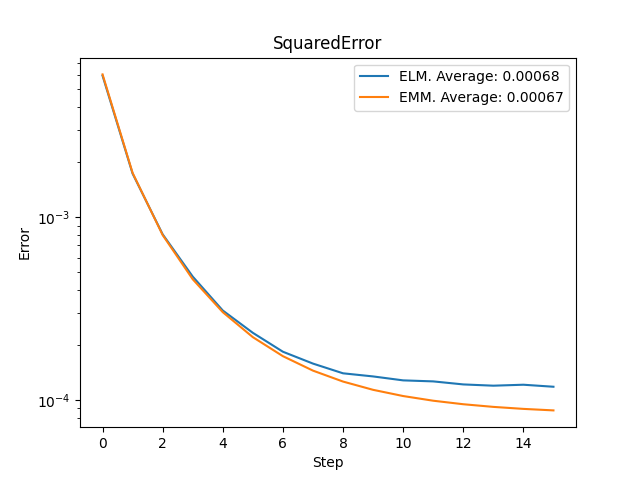 SquaredError
ELM. Average: 0.00068
EMM. Average: 0.00067
Error
10⁻³
10⁻⁴
0 2 4 6 8 10 12 14
Step